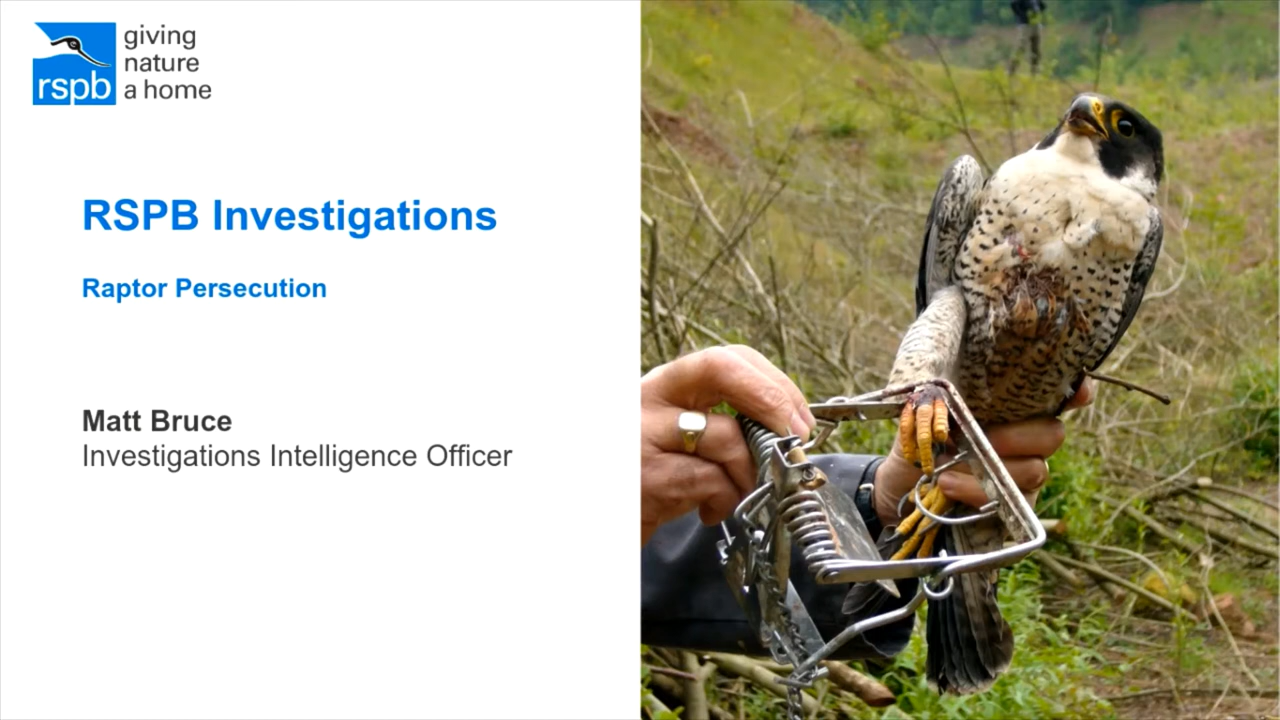 rspb
giving
nature
a home
RSPB Investigations
Raptor Persecution
Matt Bruce
Investigations Intelligence Officer